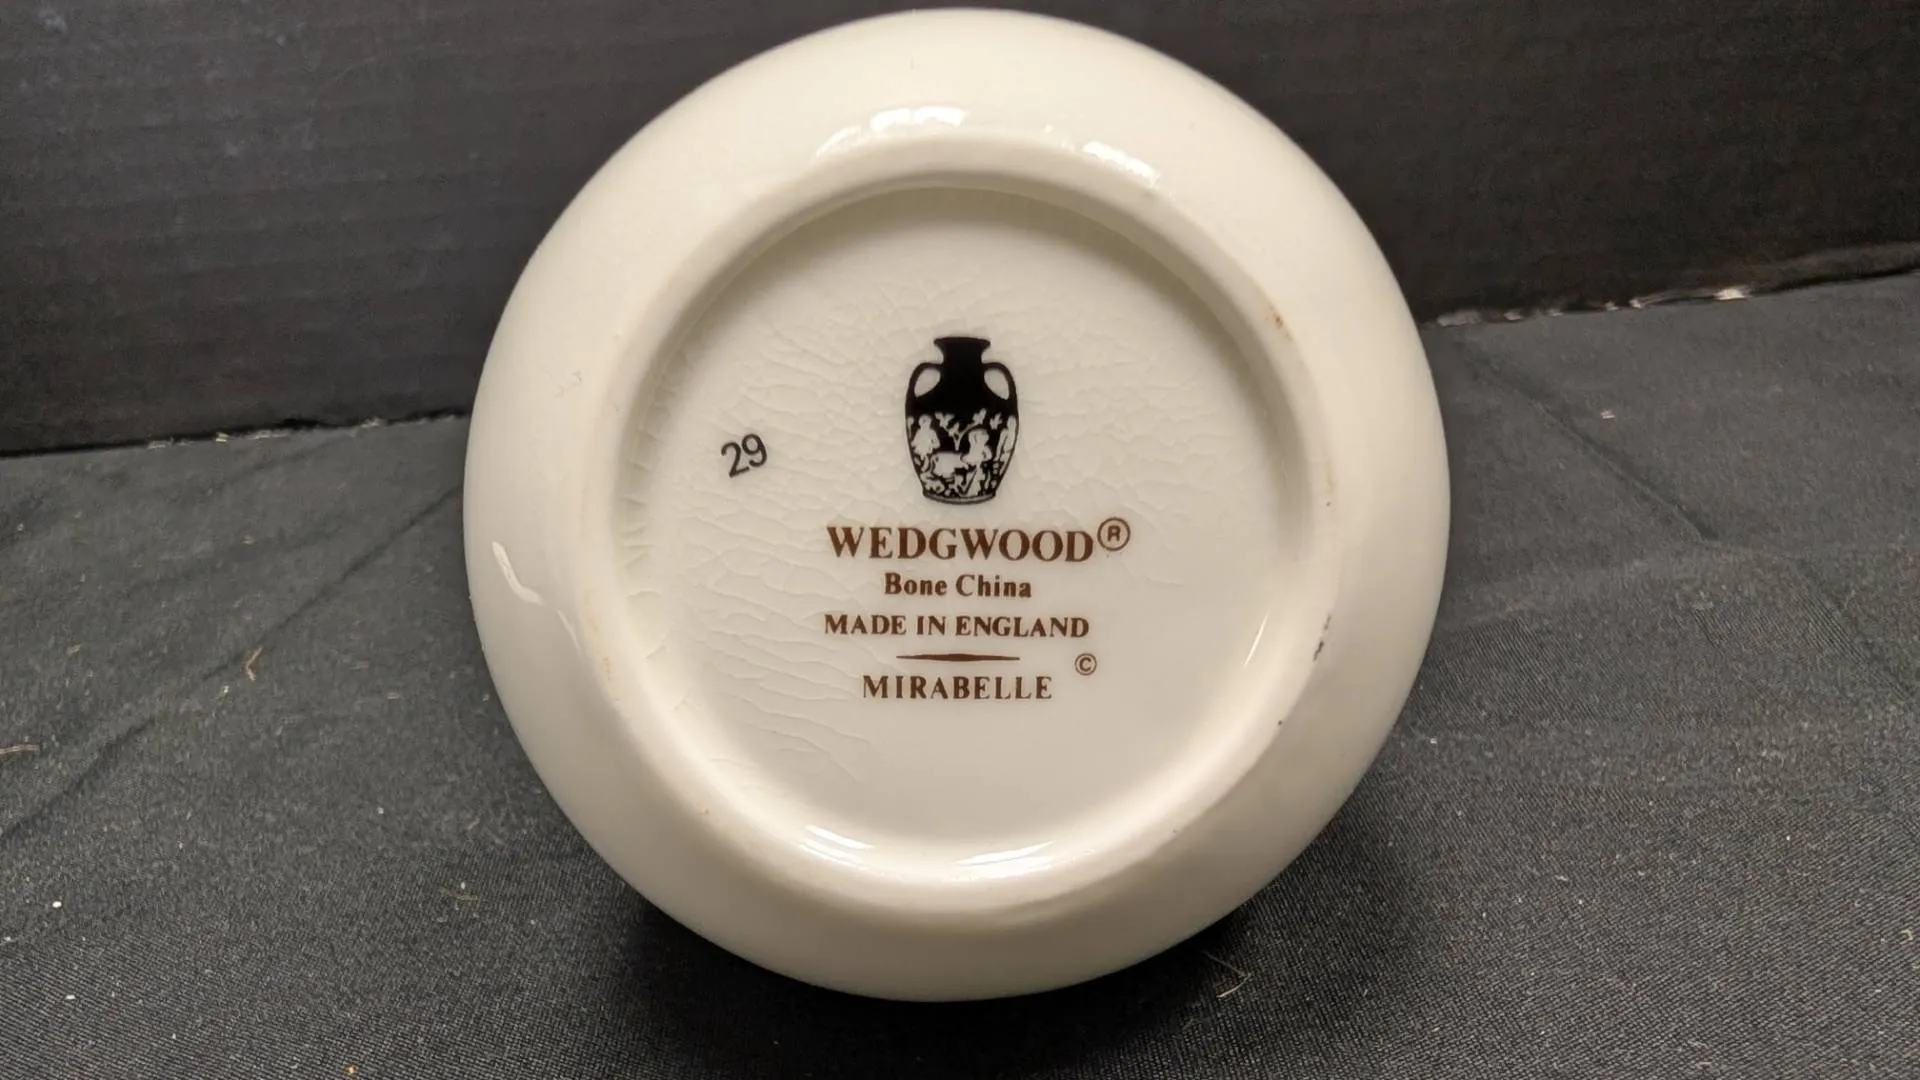 29
WEDGWOOD®
Bone China
MADE IN ENGLAND
©
MIRABELLE